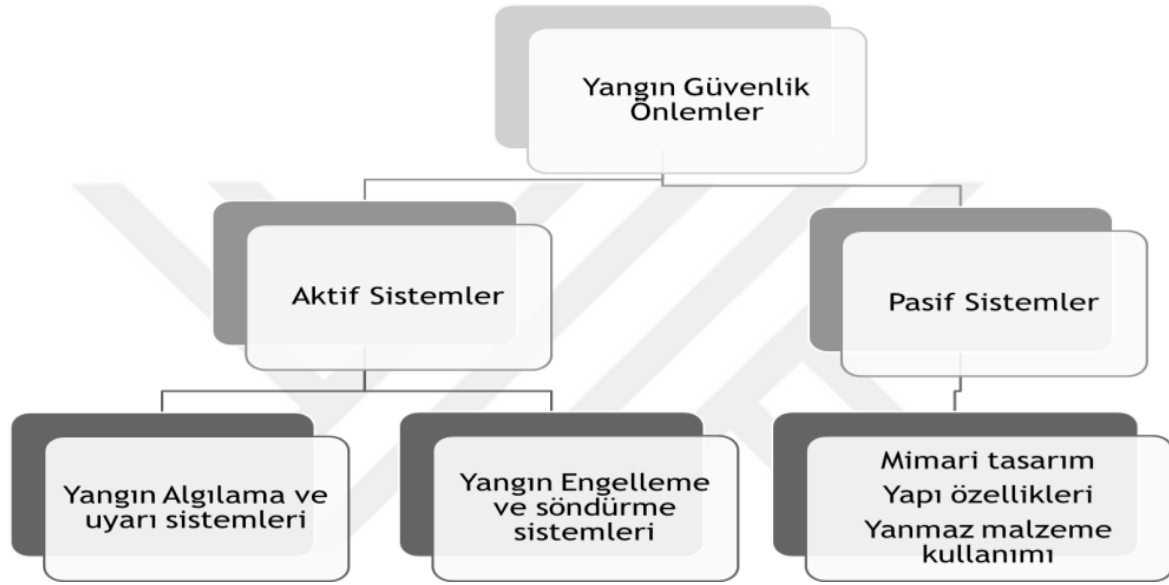 Yangın Güvenlik
Önlemler
Aktif Sistemler
Pasif Sistemler
Yangın Algılama ve
uyarı sistemleri
Yangın Engelleme
ve söndürme
sistemleri
Mimari tasarım
Yapı özellikleri
Yanmaz malzeme
kullanımı